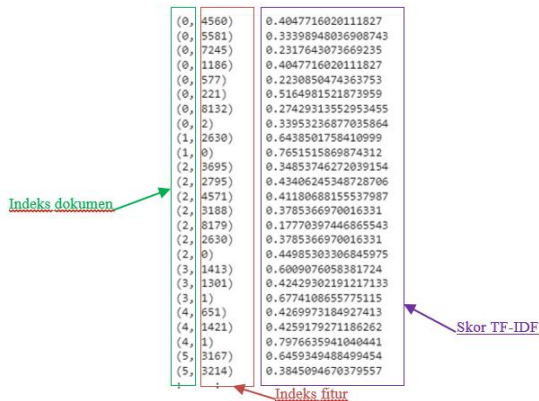 (0, 4560) 0.4047716020111827
(0, 5581) 0.33398948036908743
(0, 7245) 0.2317643073669235
(0, 1186) 0.4047716020111827
(0, 577) 0.2230850474363753
(0, 221) 0.5164981521873959
(0, 8132) 0.27429313552953455
(0, 2) 0.33953236877035864
(1, 2630) 0.6438501758410999
(1, 0) 0.7651515869874312
(2, 3695) 0.34853746272039154
(2, 2795) 0.43406245348728706
(2, 4571) 0.41180688155537987
(2, 3188) 0.3785366970016331
(2, 8179) 0.17770397446865543
(2, 2630) 0.3785366970016331
(2, 0) 0.44985303306845975
(3, 1413) 0.6009076058381724
(3, 1301) 0.42429302191217133
(3, 1) 0.6774108655775115
(4, 651) 0.4269973184927413
(4, 1421) 0.4259179271186262
(4, 1) 0.7976635941040441
(5, 3167) 0.6459349488499454
(5, 3214) 0.3845094670379557
: :
Indeks dokumen
Skor TF-IDF
Indeks fitur